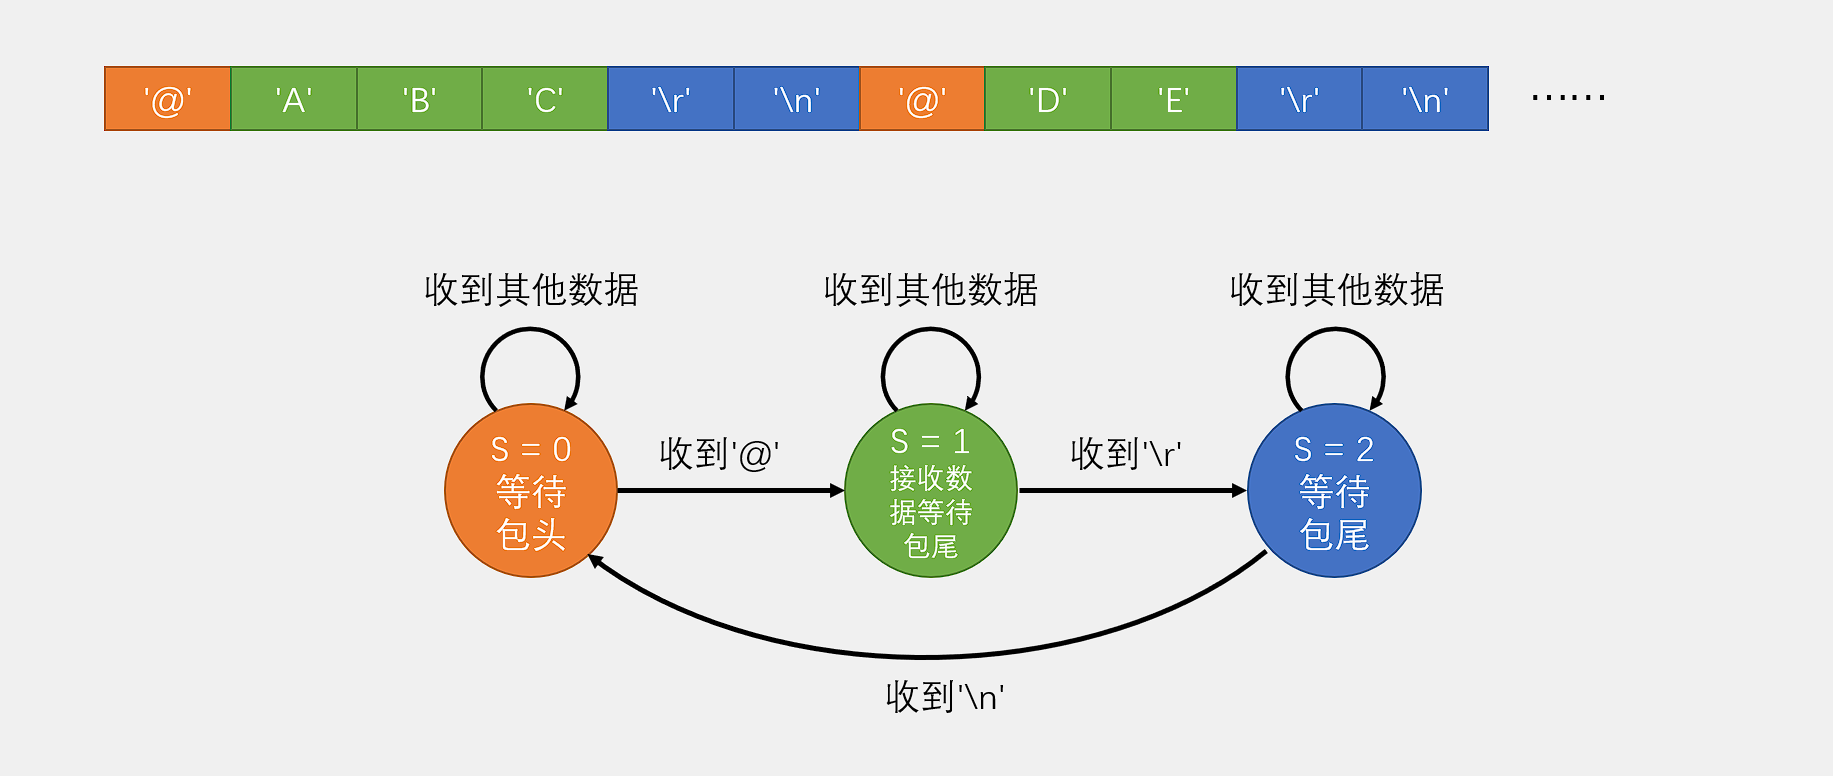 '@' 'A' 'B' 'C' '\r' '\n' '@' 'D' 'E' '\r' '\n' ……
收到其他数据 收到其他数据 收到其他数据
S = 0
等待
包头
收到'@'
S = 1
接收数
据等待
包尾
收到'\r'
S = 2
等待
包尾
收到'\n'